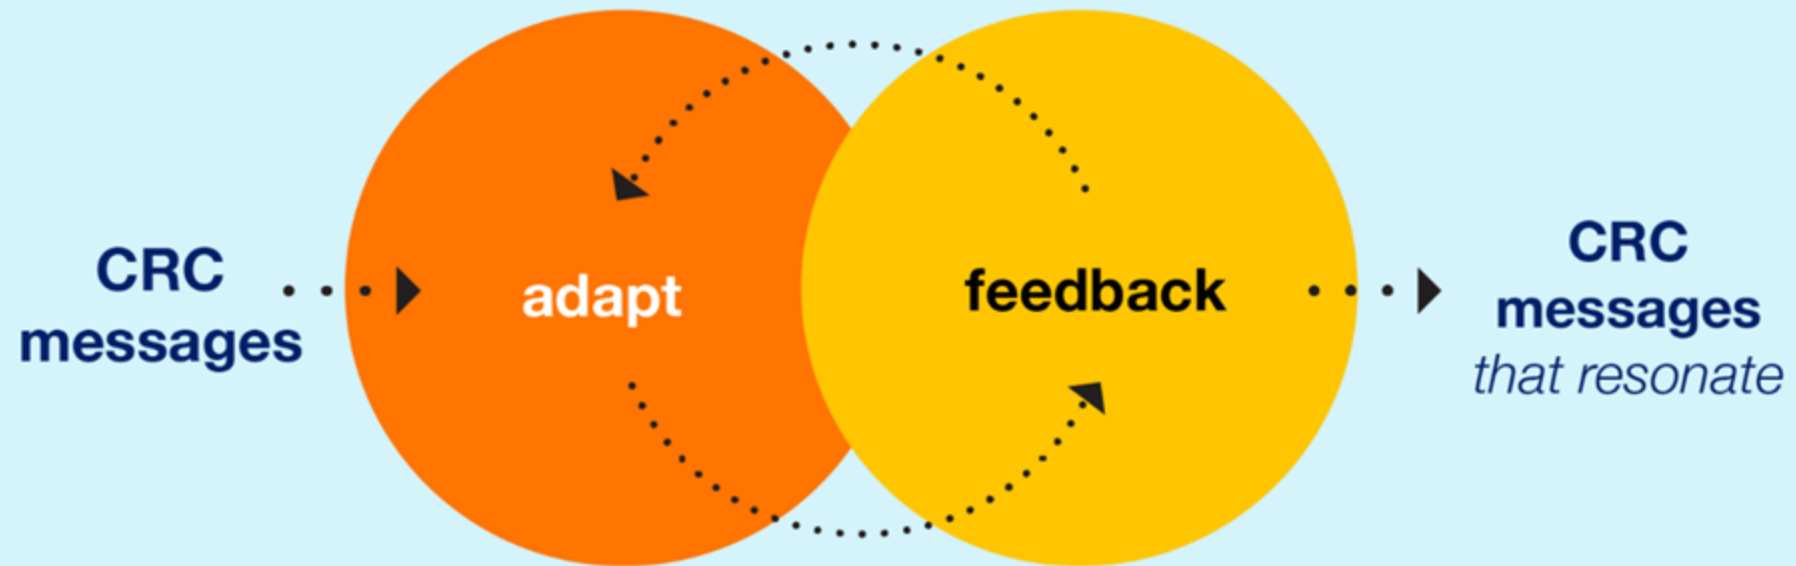 CRC
messages
adapt
feedback
CRC
messages
that resonate